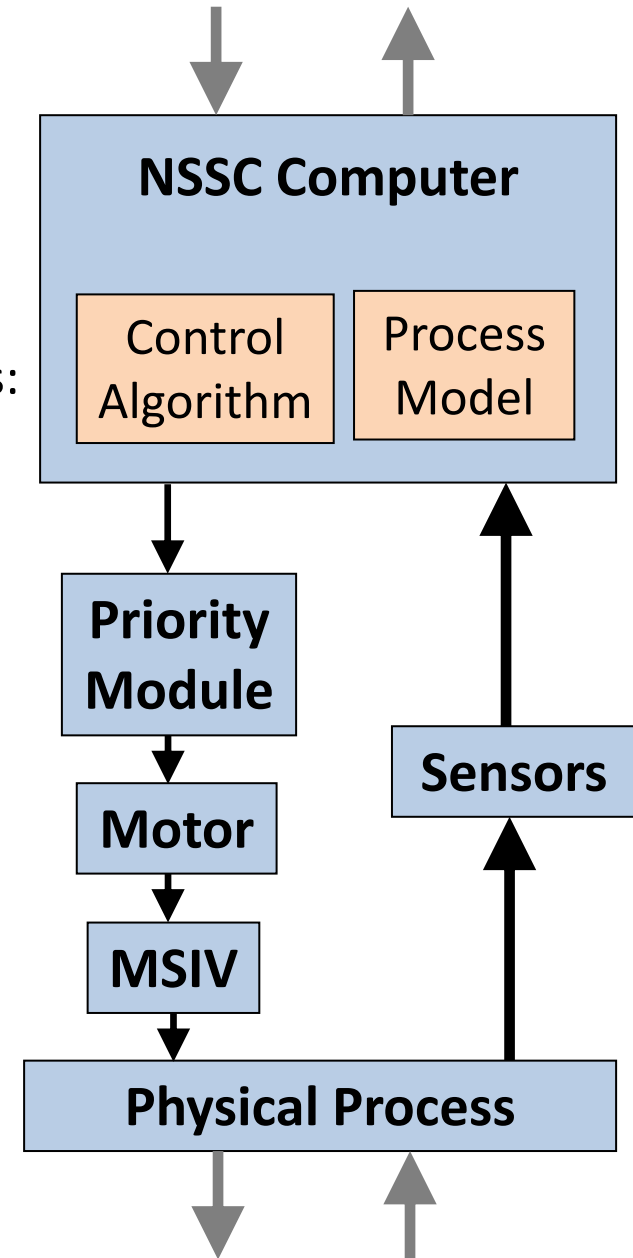 NSSC Computer
Control
Algorithm
Process
Model
s:
Priority
Module
Sensors
Motor
MSIV
Physical Process